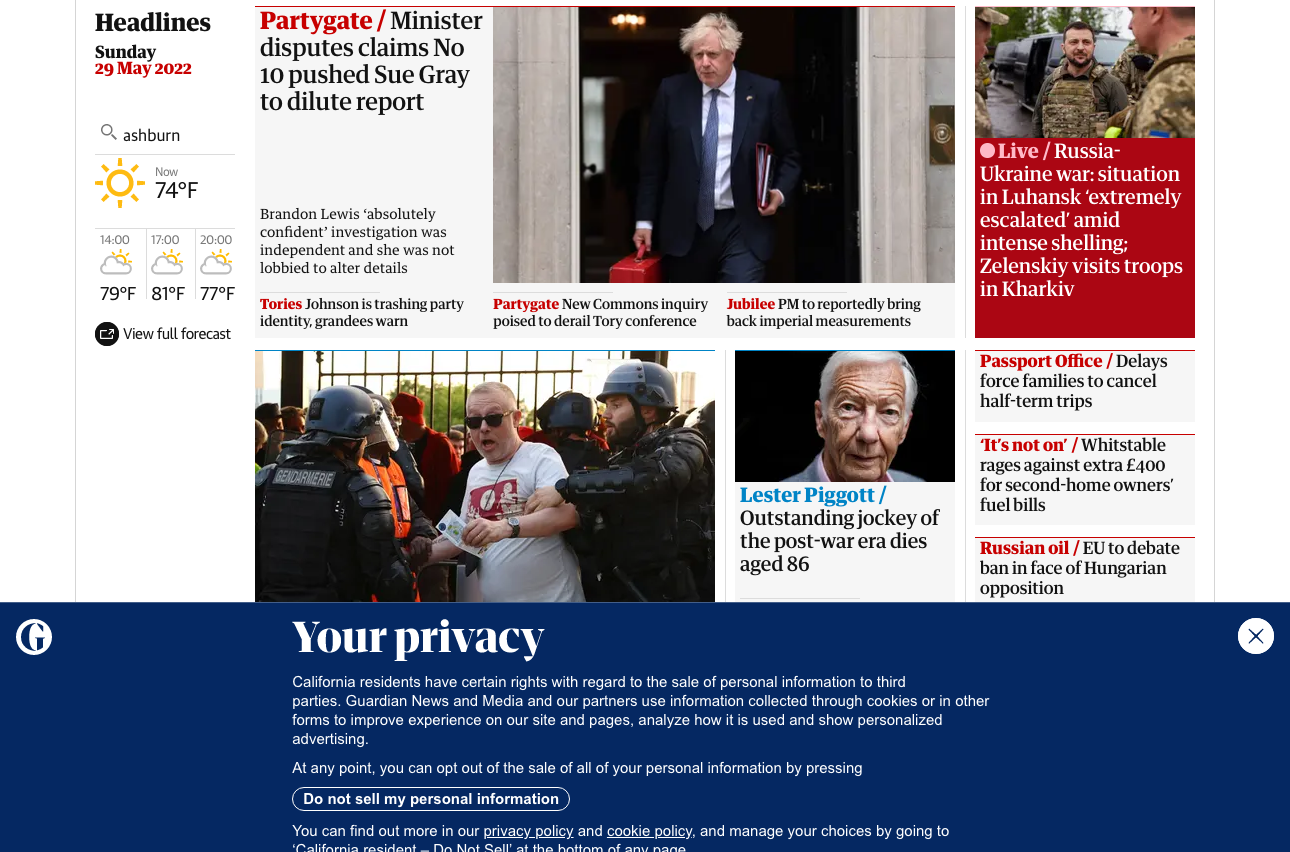 Headlines
Sunday
29 May 2022
ashburn
Now
74°F
14:00
17:00
20:00
79°F
81°F
77°F
View full forecast
Partygate / Minister
disputes claims No
10 pushed Sue Gray
to dilute report
Brandon Lewis ‘absolutely
confident’ investigation was
independent and she was not
lobbied to alter details
Tories Johnson is trashing party
identity, grandees warn
Partygate New Commons inquiry
poised to derail Tory conference
Jubilee PM to reportedly bring
back imperial measurements
Live / Russia-
Ukraine war: situation
in Luhansk ‘extremely
escalated’ amid
intense shelling;
Zelenskiy visits troops
in Kharkiv
GENDARMERIE
Lester Piggott /
Outstanding jockey of
the post-war era dies
aged 86
Passport Office / Delays
force families to cancel
half-term trips
‘It’s not on’ / Whitstable
rages against extra £400
for second-home owners’
fuel bills
Russian oil / EU to debate
ban in face of Hungarian
opposition
G
Your privacy
California residents have certain rights with regard to the sale of personal information to third
parties. Guardian News and Media and our partners use information collected through cookies or in other
forms to improve experience on our site and pages, analyze how it is used and show personalized
advertising.
At any point, you can opt out of the sale of all of your personal information by pressing
Do not sell my personal information
You can find out more in our privacy policy and cookie policy, and manage your choices by going to
‘California resident – Do Not Sell’ at the bottom of any page.